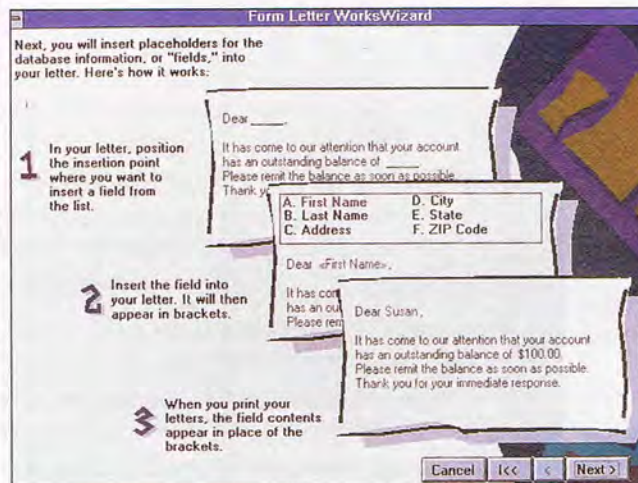 Form Letter WorksWizard
Next, you will insert placeholders for the
database information, or "fields," into
your letter. Here's how it works:
1
In your letter, position
the insertion point
where you want to
insert a field from
the list.
Dear _____,
It has come to our attention that your account
has an outstanding balance of _____
Please remit the balance as soon as possible.
Thank
2
Insert the field into
your letter. It will then
appear in brackets.
A. First Name D. City
B. Last Name E. State
C. Address F. ZIP Code
Dear «First Name»,
It has
has an
Please
3
When you print your
letters, the field contents
appear in place of the
brackets.
Dear Susan,
It has come to our attention that your account
has an outstanding balance of $100.00.
Please remit the balance as soon as possible.
Thank you for your immediate response.
Cancel |<< < Next >